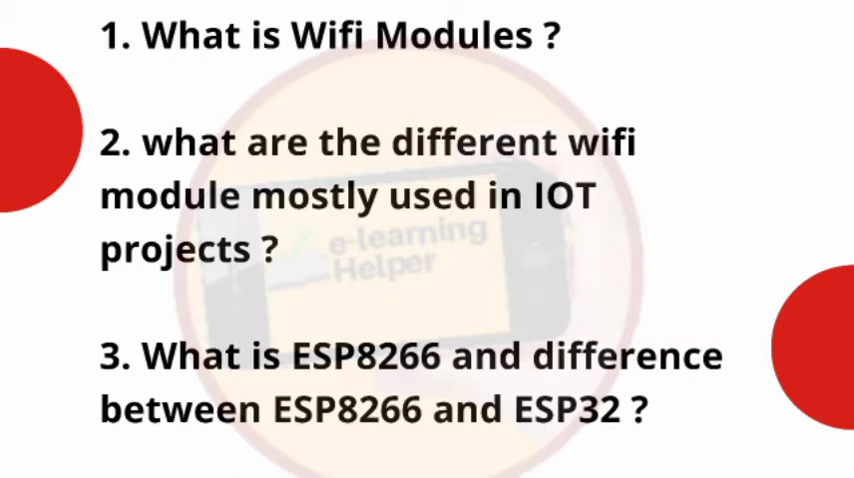 1. What is Wifi Modules ?
2. what are the different wifi
module mostly used in IOT
projects ?
e-learning
Helper
3. What is ESP8266 and difference
between ESP8266 and ESP32 ?